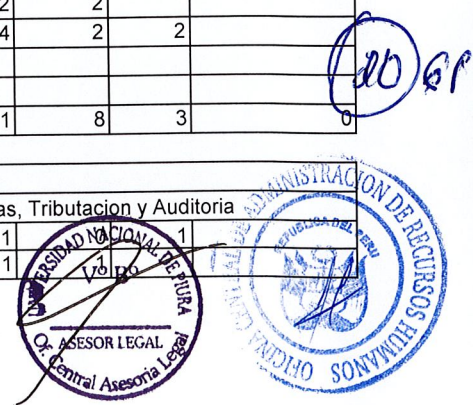 2 2
4 2 2
20 GP
1 8 3 0
as, Tributacion y Auditoria
1 1
1 1
UNIVERSIDAD NACIONAL DE PIURA
Vº Bº
ASESOR LEGAL
Of. Central Asesoria Legal
OFICINA CENTRAL DE ADMINISTRACION DE RECURSOS HUMANOS
REPUBLICA DEL PERU